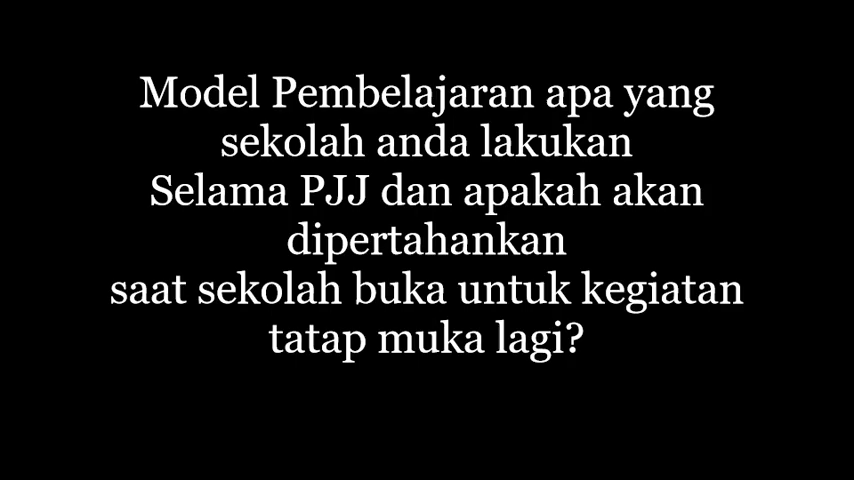 Model Pembelajaran apa yang
sekolah anda lakukan
Selama PJJ dan apakah akan
dipertahankan
saat sekolah buka untuk kegiatan
tatap muka lagi?